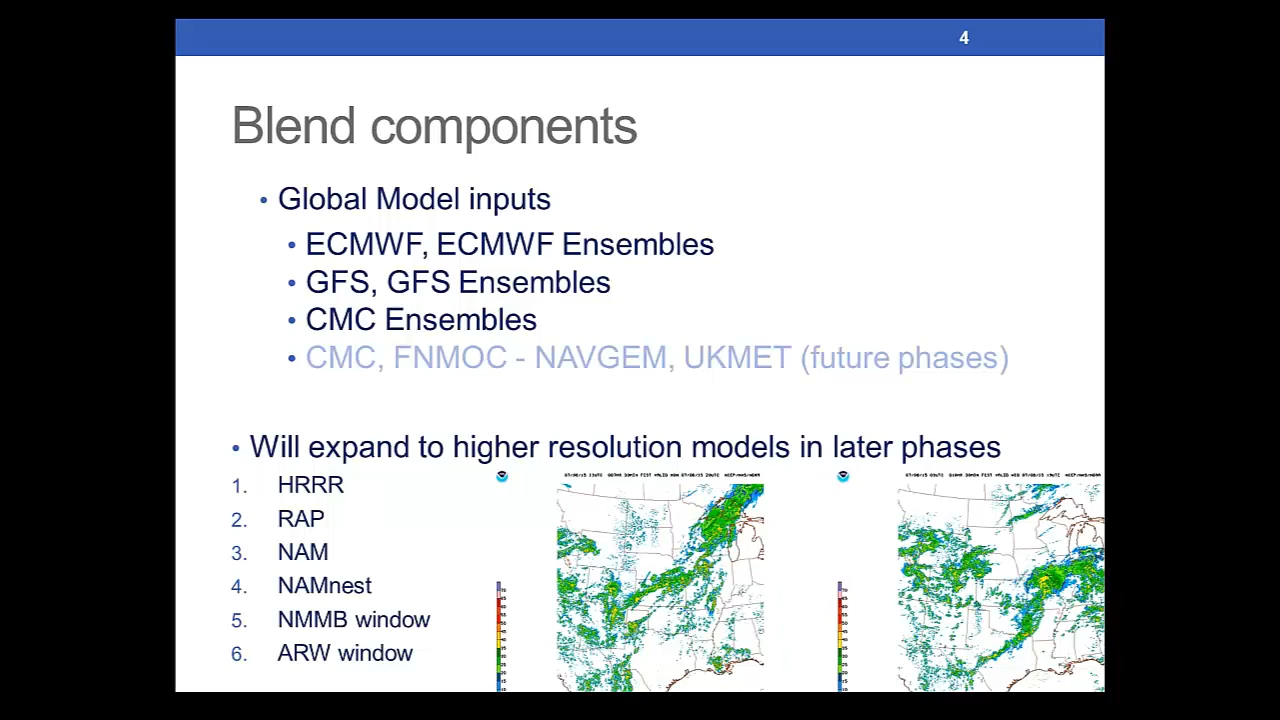 4
Blend components
• Global Model inputs
• ECMWF, ECMWF Ensembles
• GFS, GFS Ensembles
• CMC Ensembles
• CMC, FNMOC - NAVGEM, UKMET (future phases)
• Will expand to higher resolution models in later phases
1. HRRR
2. RAP
3. NAM
4. NAMnest
5. NMMB window
6. ARW window